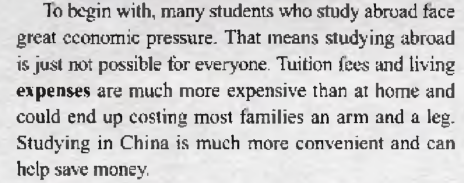 To begin with, many students who study abroad face
great economic pressure. That means studying abroad
is just not possible for everyone. Tuition fees and living
expenses are much more expensive than at home and
could end up costing most families an arm and a leg.
Studying in China is much more convenient and can
help save money.